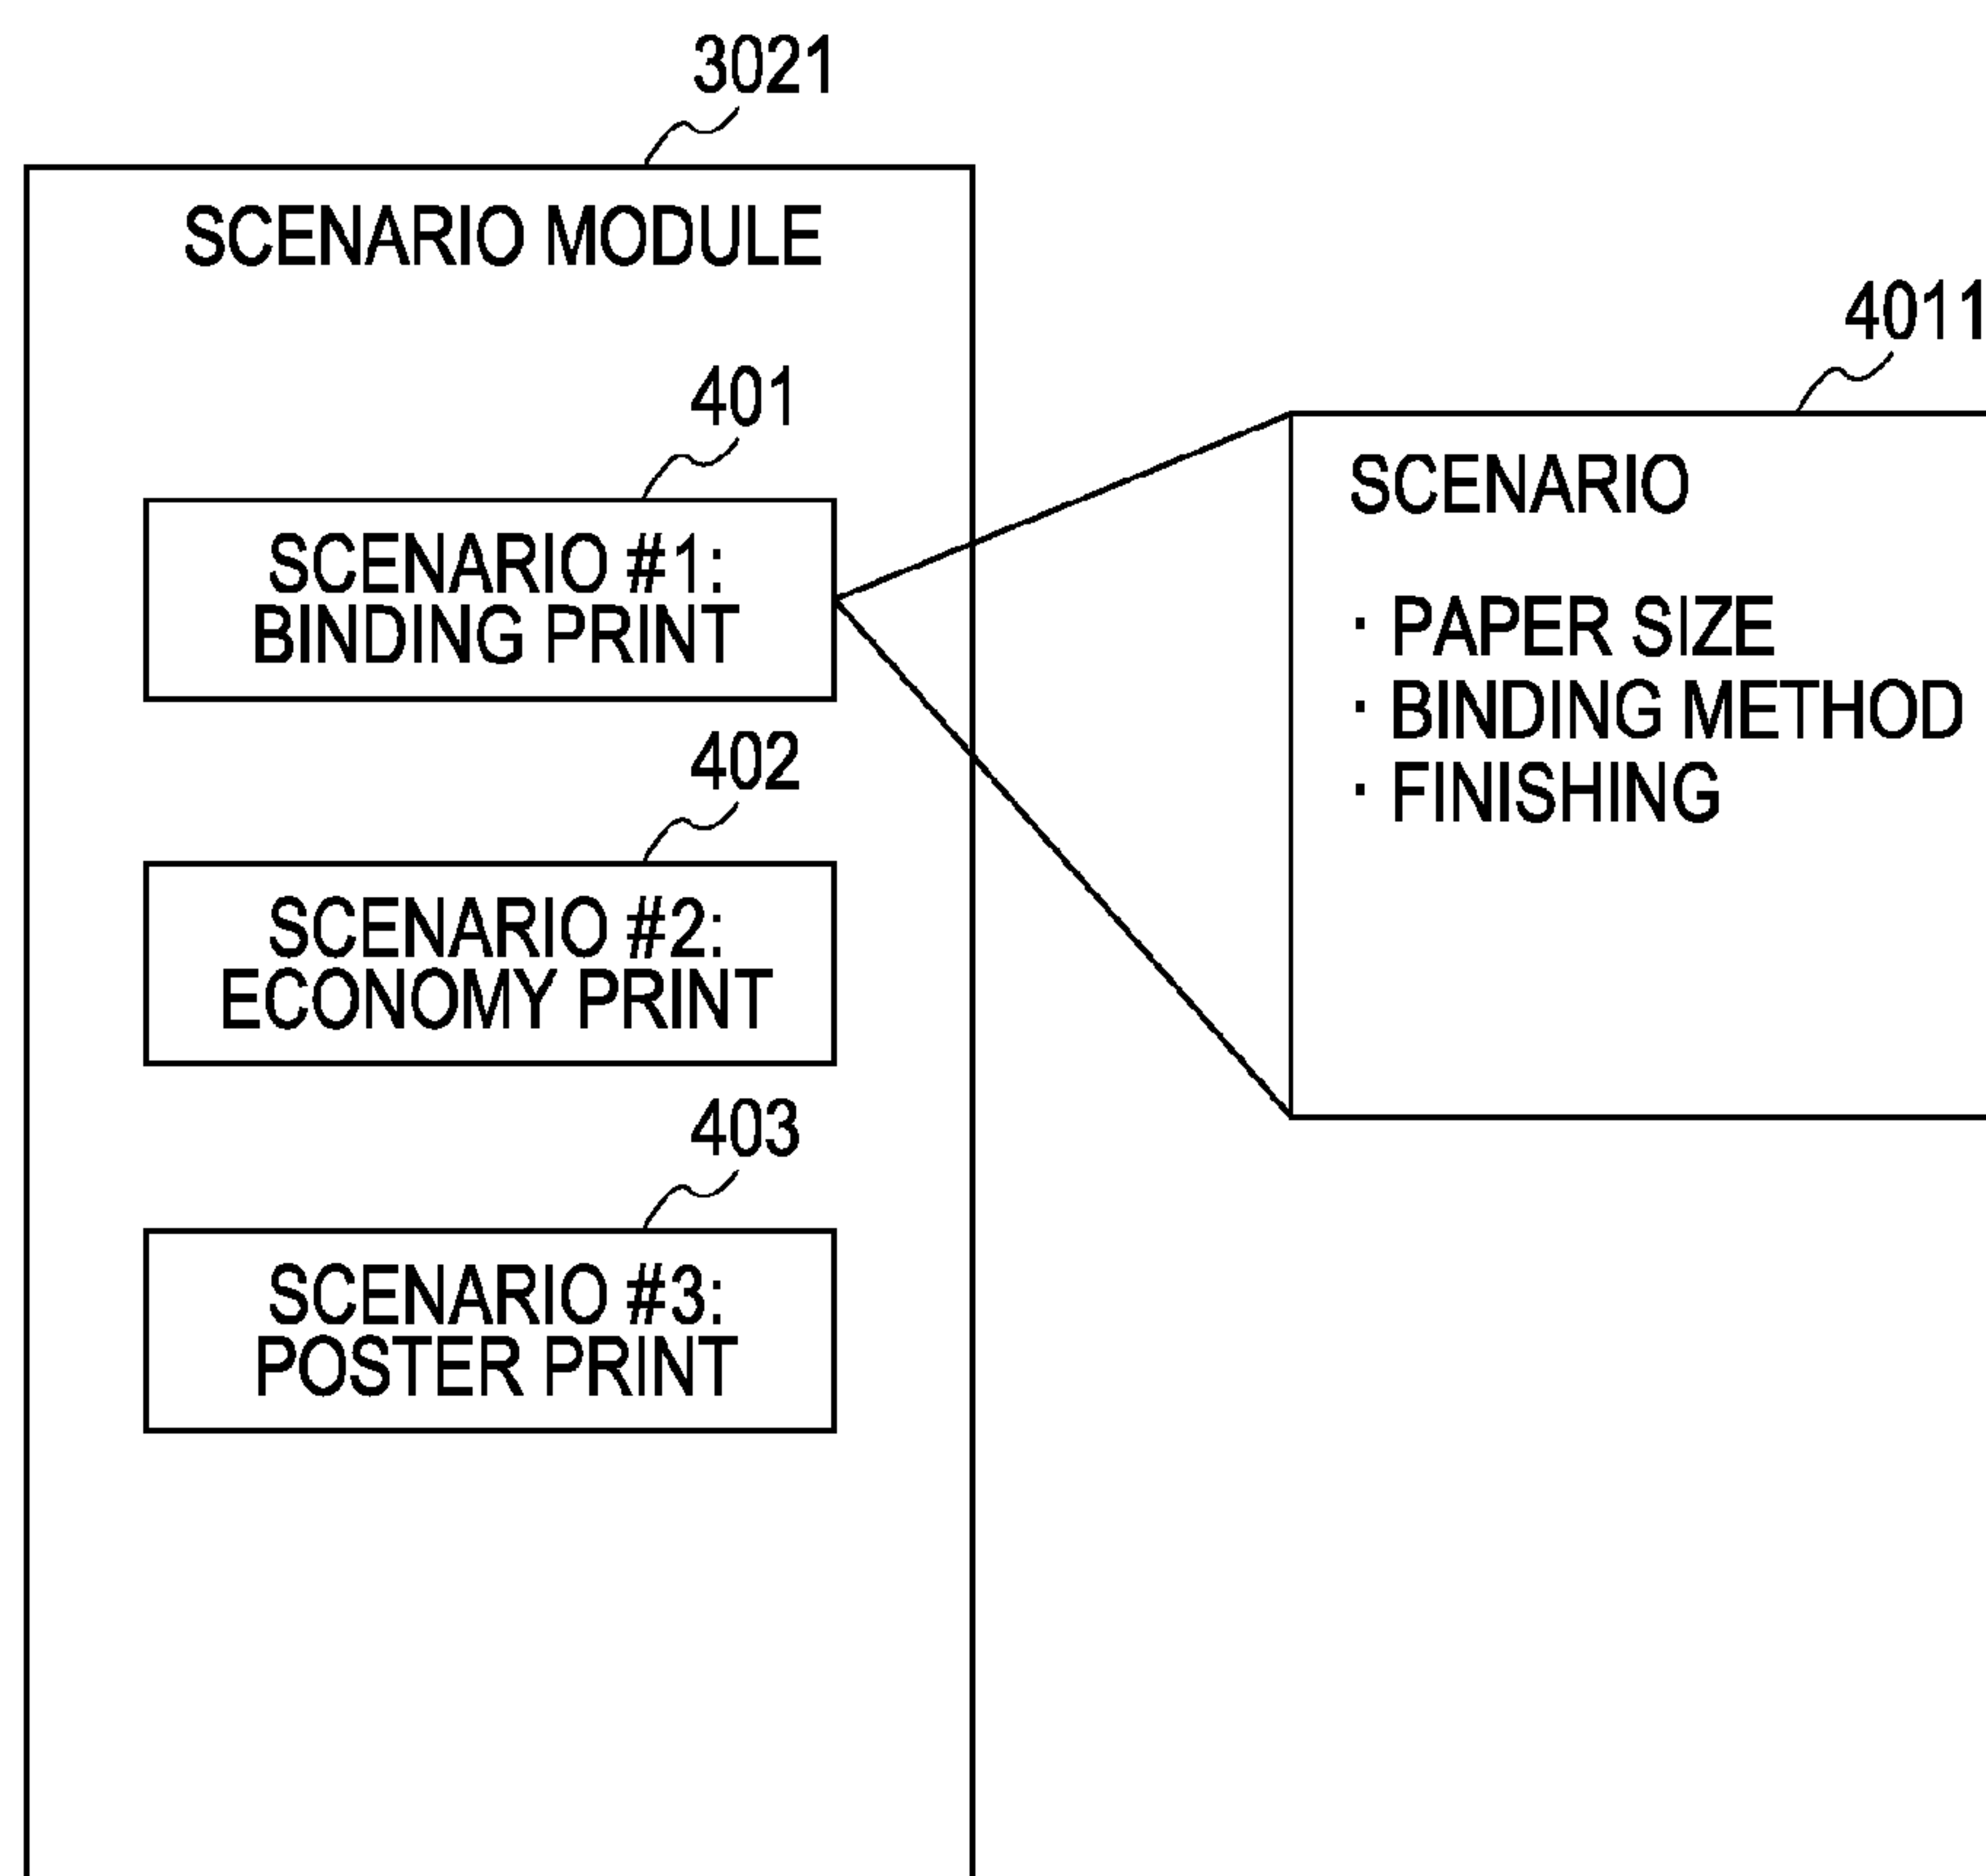 3021
SCENARIO MODULE
401
SCENARIO #1:
BINDING PRINT
402
SCENARIO #2:
ECONOMY PRINT
403
SCENARIO #3:
POSTER PRINT
4011
SCENARIO
· PAPER SIZE
· BINDING METHOD
· FINISHING